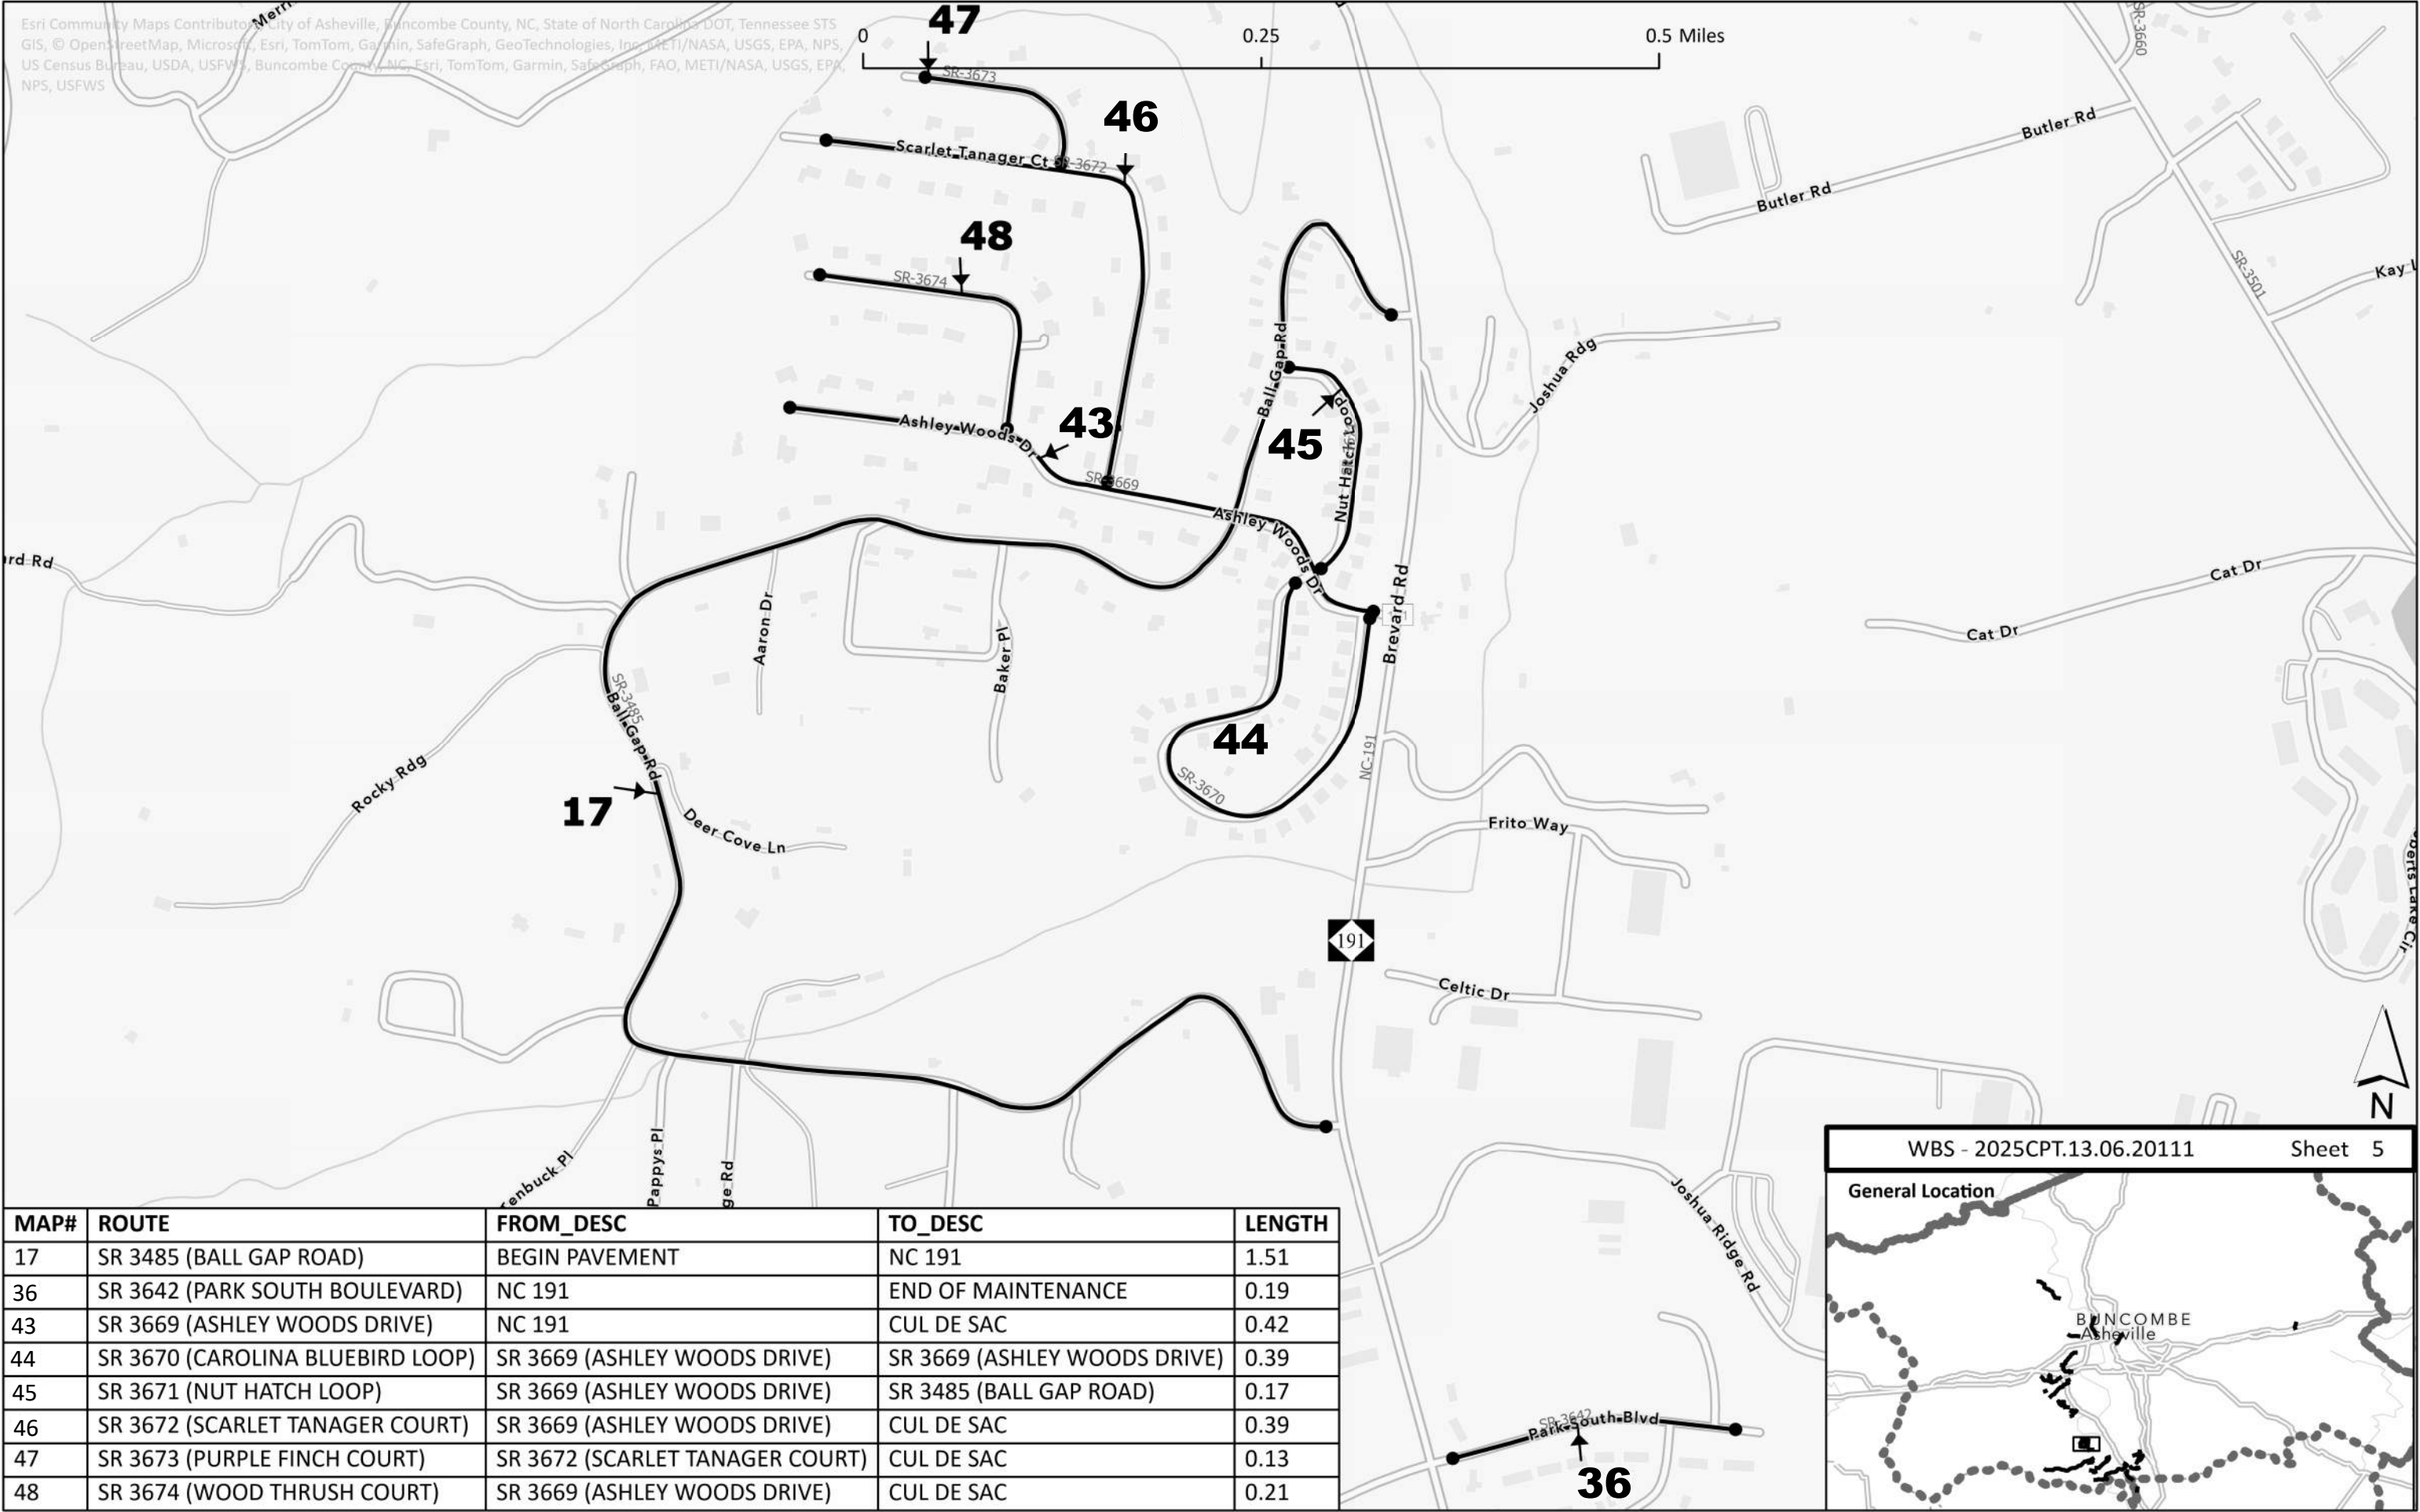 Esri Community Maps Contributors, City of Asheville, Buncombe County, NC, State of North Carolina DOT, Tennessee STS
GIS, © OpenStreetMap, Microsoft, Esri, TomTom, Garmin, SafeGraph, GeoTechnologies, Inc, METI/NASA, USGS, EPA, NPS,
US Census Bureau, USDA, USFWS, Buncombe County, NC, Esri, TomTom, Garmin, SafeGraph, FAO, METI/NASA, USGS, EPA,
NPS, USFWS
Merri
47
0 0.25 0.5 Miles
SR-3673
SR-3660
46
Butler Rd
Scarlet Tanager Ct SR-3672
Butler Rd
48
SR-3674
SR-3501
Kay L
Ball Gap Rd
Joshua Rdg
43
Ashley Woods Dr
45
Nut Hatch Loop
SR-3669
Ashley Woods Dr
ard Rd
Cat Dr
Cat Dr
Aaron Dr
Baker Pl
Brevard Rd
SR-3485
Ball Gap Rd
44
NC-191
SR-3670
Rocky Rdg
17
Deer Cove Ln
Frito Way
oberts Lake Cir
191
Celtic Dr
N
enbuck Pl
Pappys Pl
ge Rd
Joshua Ridge Rd
SR-3642
Park South Blvd
36
WBS - 2025CPT.13.06.20111 Sheet 5
General Location
BUNCOMBE
Asheville
MAP# ROUTE FROM_DESC TO_DESC LENGTH
17 SR 3485 (BALL GAP ROAD) BEGIN PAVEMENT NC 191 1.51
36 SR 3642 (PARK SOUTH BOULEVARD) NC 191 END OF MAINTENANCE 0.19
43 SR 3669 (ASHLEY WOODS DRIVE) NC 191 CUL DE SAC 0.42
44 SR 3670 (CAROLINA BLUEBIRD LOOP) SR 3669 (ASHLEY WOODS DRIVE) SR 3669 (ASHLEY WOODS DRIVE) 0.39
45 SR 3671 (NUT HATCH LOOP) SR 3669 (ASHLEY WOODS DRIVE) SR 3485 (BALL GAP ROAD) 0.17
46 SR 3672 (SCARLET TANAGER COURT) SR 3669 (ASHLEY WOODS DRIVE) CUL DE SAC 0.39
47 SR 3673 (PURPLE FINCH COURT) SR 3672 (SCARLET TANAGER COURT) CUL DE SAC 0.13
48 SR 3674 (WOOD THRUSH COURT) SR 3669 (ASHLEY WOODS DRIVE) CUL DE SAC 0.21